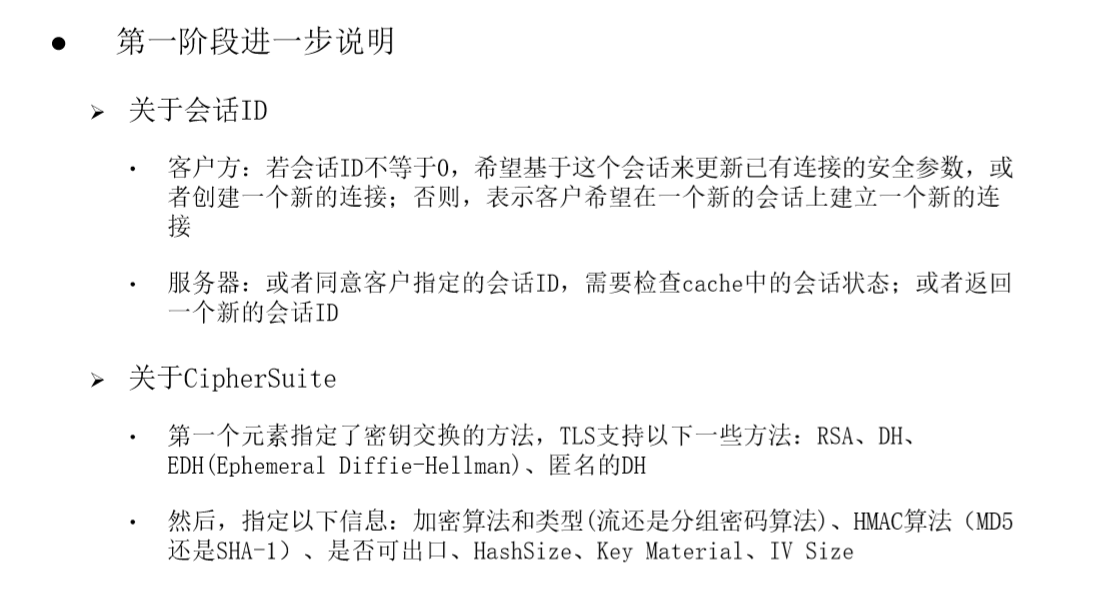 ● 第一阶段进一步说明
➢ 关于会话ID
• 客户方：若会话ID不等于0，希望基于这个会话来更新已有连接的安全参数，或
者创建一个新的连接；否则，表示客户希望在一个新的会话上建立一个新的连
接
• 服务器：或者同意客户指定的会话ID，需要检查cache中的会话状态；或者返回
一个新的会话ID
➢ 关于CipherSuite
• 第一个元素指定了密钥交换的方法，TLS支持以下一些方法：RSA、DH、
EDH(Ephemeral Diffie-Hellman)、匿名的DH
• 然后，指定以下信息：加密算法和类型(流还是分组密码算法)、HMAC算法（MD5
还是SHA-1）、是否可出口、HashSize、Key Material、IV Size